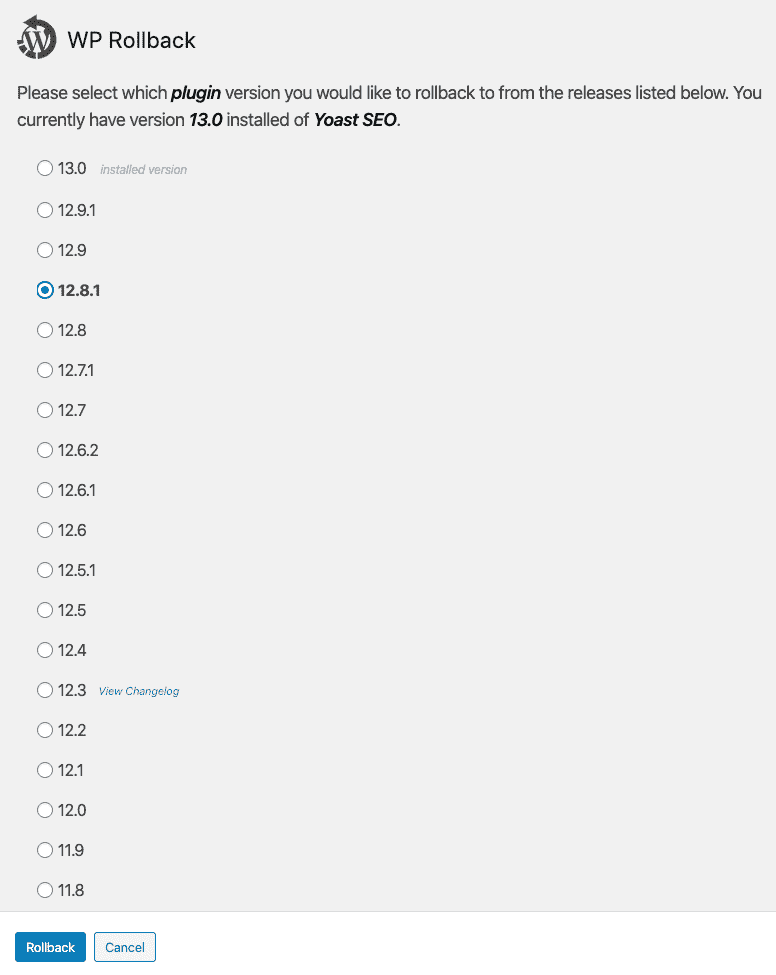 WP Rollback
Please select which plugin version you would like to rollback to from the releases listed below. You
currently have version 13.0 installed of Yoast SEO.
13.0 installed version
12.9.1
12.9
12.8.1
12.8
12.7.1
12.7
12.6.2
12.6.1
12.6
12.5.1
12.5
12.4
12.3 View Changelog
12.2
12.1
12.0
11.9
11.8
Rollback Cancel